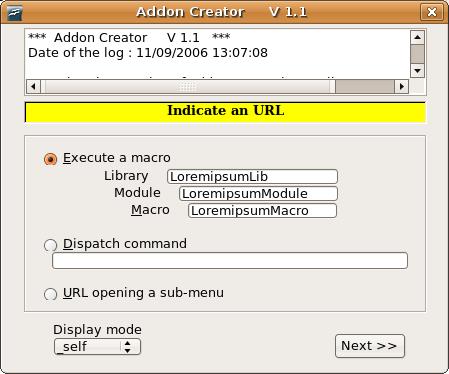 Addon Creator V 1.1
*** Addon Creator V 1.1 ***
Date of the log : 11/09/2006 13:07:08
Indicate an URL
Execute a macro
Library LoremipsumLib
Module LoremipsumModule
Macro LoremipsumMacro
Dispatch command
URL opening a sub-menu
Display mode
_self
Next >>